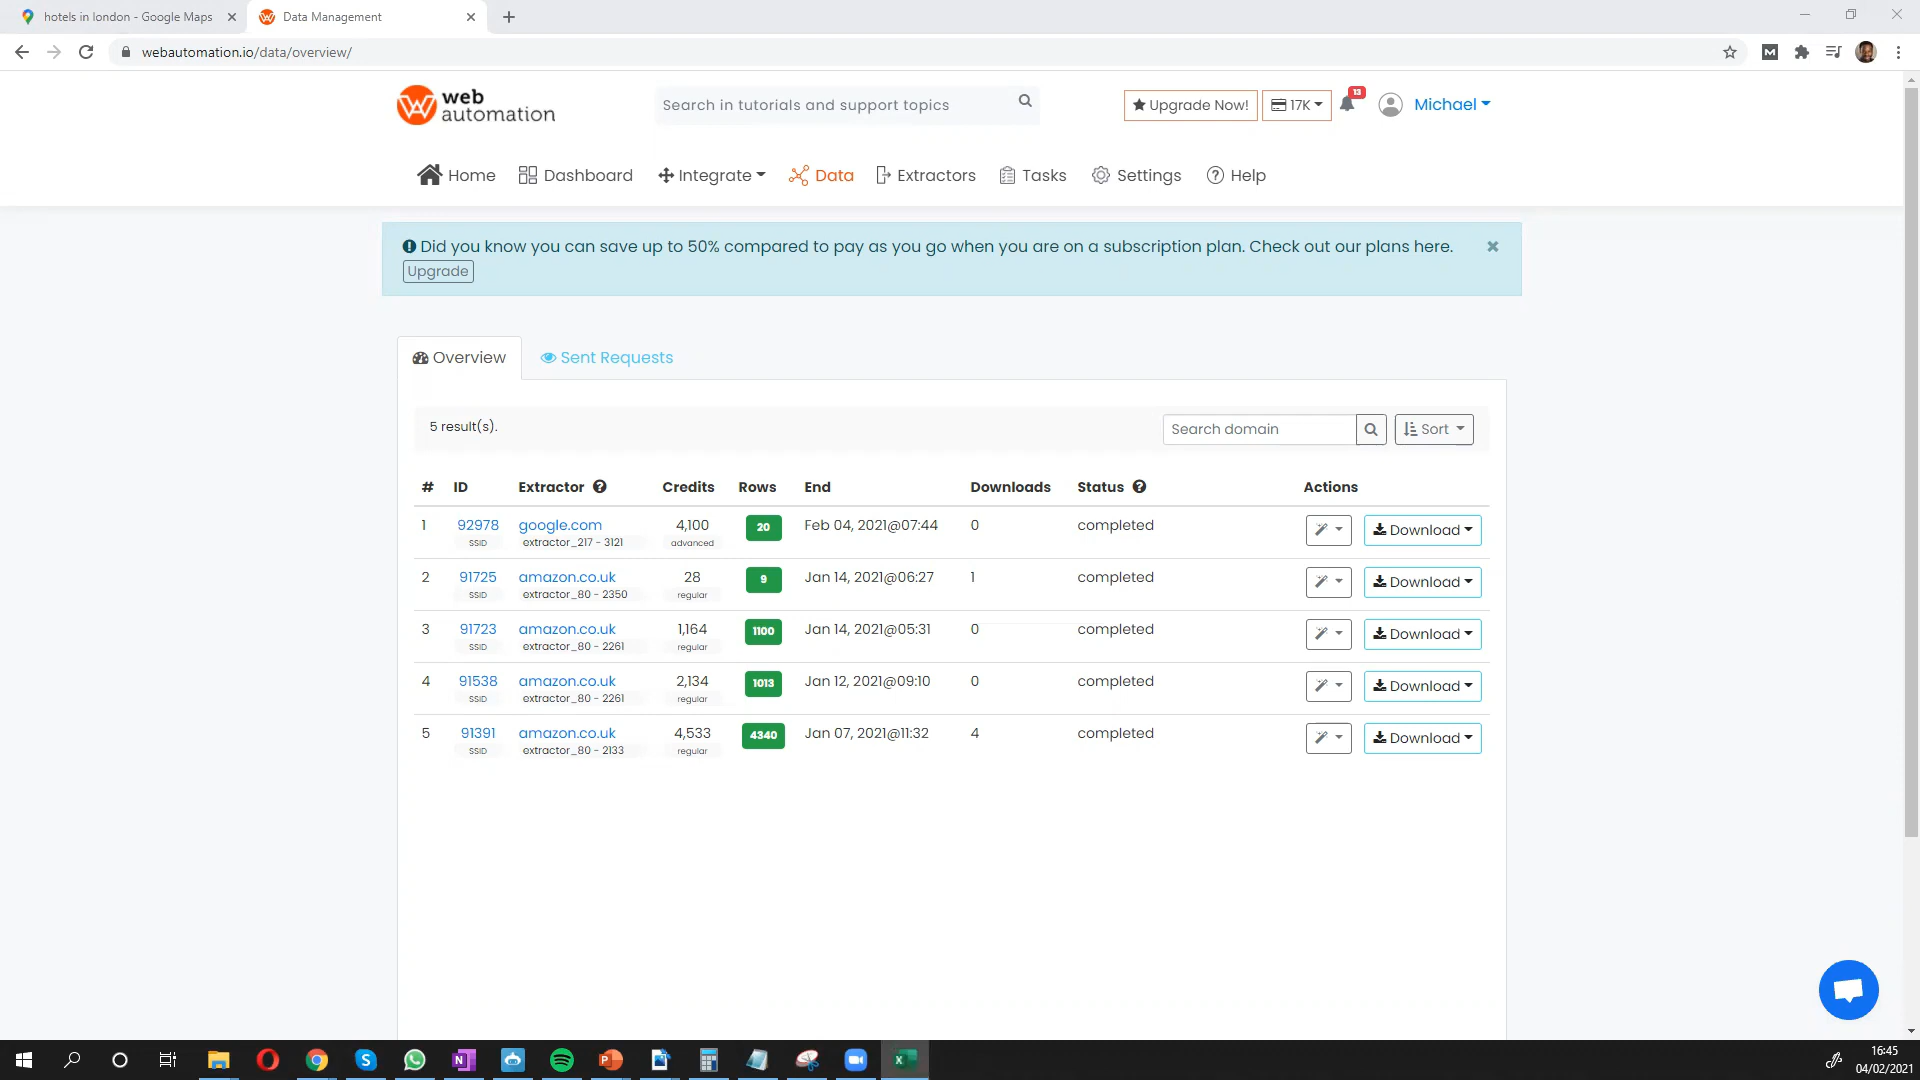 hotels in london - Google Maps
Data Management
webautomation.io/data/overview/
web
automation
Search in tutorials and support topics
Upgrade Now!
17K
13
Michael
Home
Dashboard
Integrate
Data
Extractors
Tasks
Settings
Help
Did you know you can save up to 50% compared to pay as you go when you are on a subscription plan. Check out our plans here.
Upgrade
Overview
Sent Requests
5 result(s).
Search domain
Sort
# ID Extractor Credits Rows End Downloads Status Actions
1 92978 google.com 4,100 20 Feb 04, 2021@07:44 0 completed Download
SSID extractor_217 - 3121 advanced
2 91725 amazon.co.uk 28 9 Jan 14, 2021@06:27 1 completed Download
SSID extractor_80 - 2350 regular
3 91723 amazon.co.uk 1,164 1100 Jan 14, 2021@05:31 0 completed Download
SSID extractor_80 - 2261 regular
4 91538 amazon.co.uk 2,134 1013 Jan 12, 2021@09:10 0 completed Download
SSID extractor_80 - 2261 regular
5 91391 amazon.co.uk 4,533 4340 Jan 07, 2021@11:32 4 completed Download
SSID extractor_80 - 2133 regular
16:45
04/02/2021